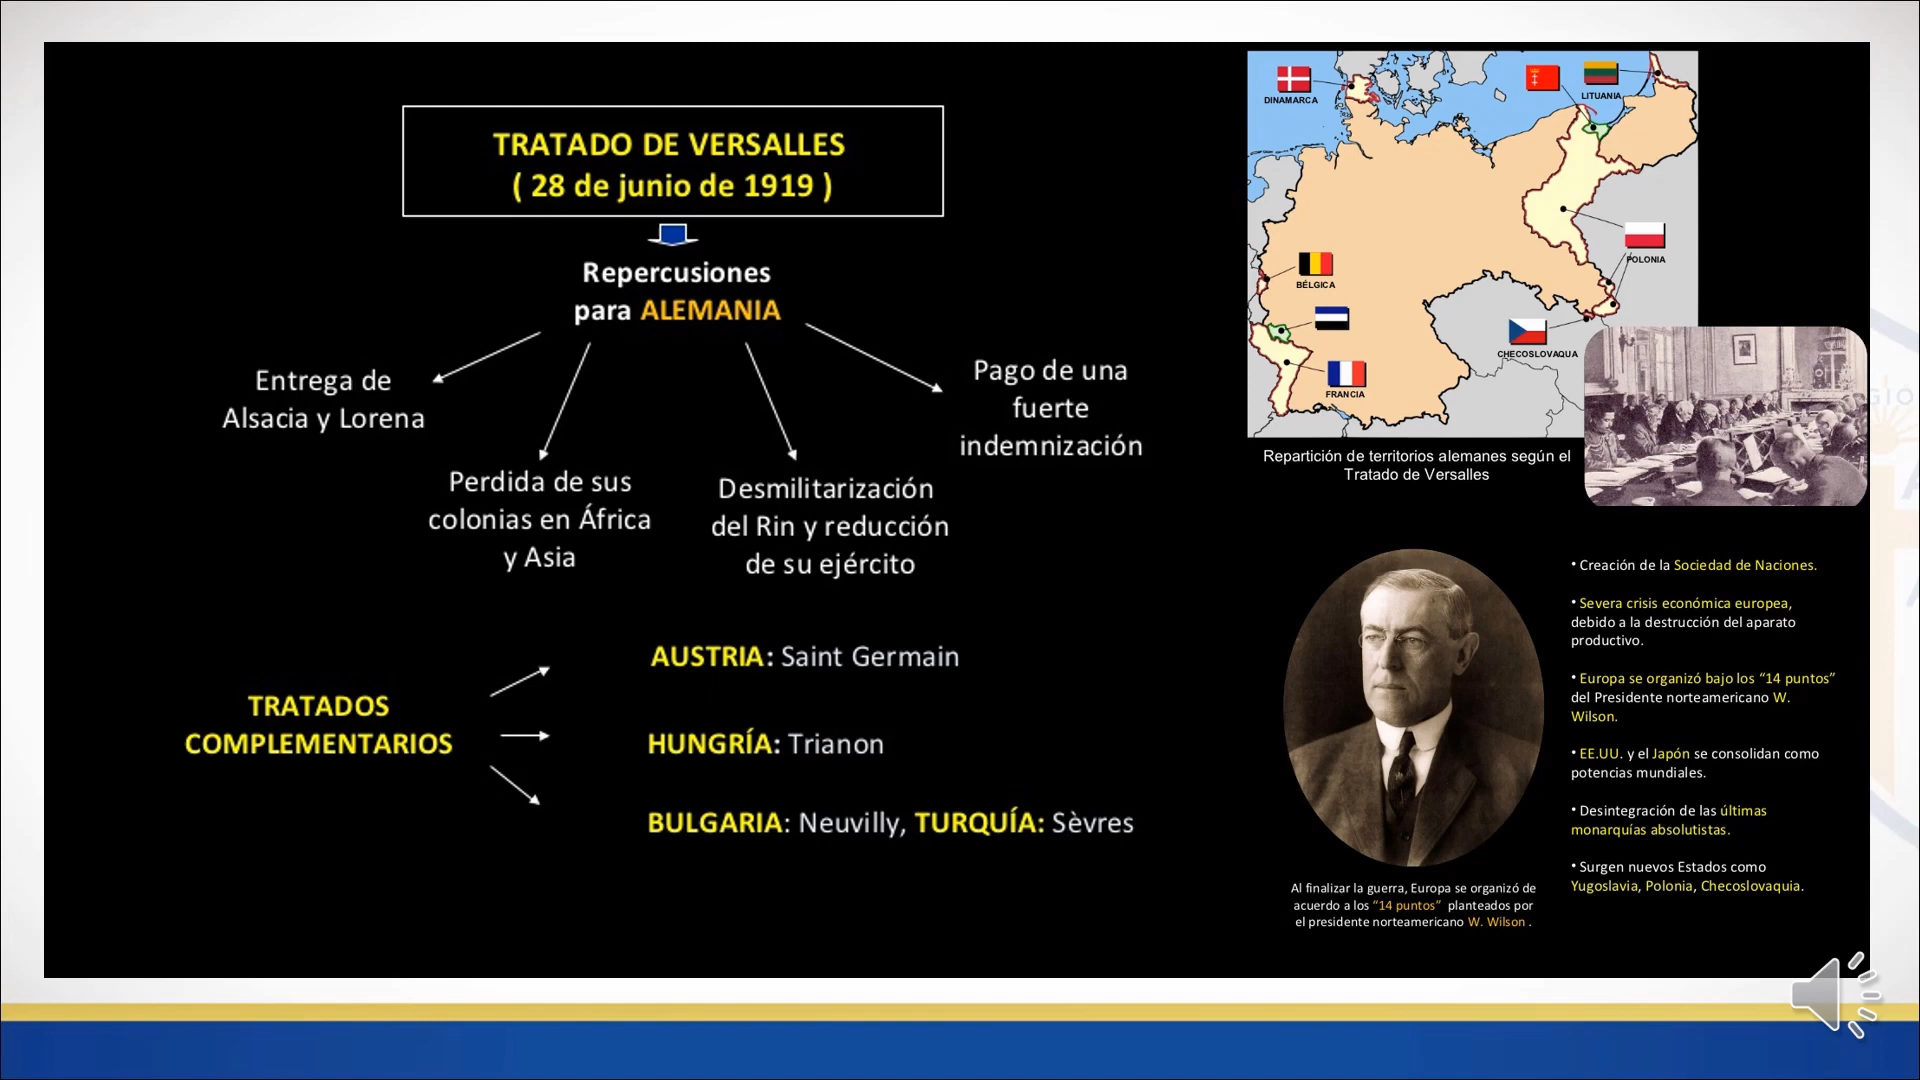 TRATADO DE VERSALLES
( 28 de junio de 1919 )
Repercusiones
para ALEMANIA
Entrega de
Alsacia y Lorena
Perdida de sus
colonias en África
y Asia
Desmilitarización
del Rin y reducción
de su ejército
Pago de una
fuerte
indemnización
TRATADOS
COMPLEMENTARIOS
AUSTRIA: Saint Germain
HUNGRÍA: Trianon
BULGARIA: Neuvilly, TURQUÍA: Sèvres
DINAMARCA
LITUANIA
POLONIA
BÉLGICA
CHECOSLOVAQUA
FRANCIA
Repartición de territorios alemanes según el
Tratado de Versalles
Al finalizar la guerra, Europa se organizó de
acuerdo a los “14 puntos” planteados por
el presidente norteamericano W. Wilson .
• Creación de la Sociedad de Naciones.
• Severa crisis económica europea,
debido a la destrucción del aparato
productivo.
• Europa se organizó bajo los “14 puntos”
del Presidente norteamericano W.
Wilson.
• EE.UU. y el Japón se consolidan como
potencias mundiales.
• Desintegración de las últimas
monarquías absolutistas.
• Surgen nuevos Estados como
Yugoslavia, Polonia, Checoslovaquia.